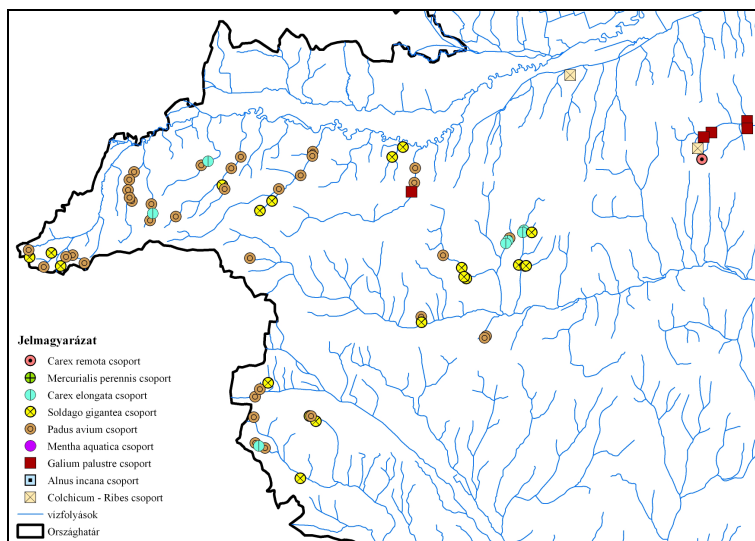 Jelmagyarázat
Carex remota csoport
Mercurialis perennis csoport
Carex elongata csoport
Soldago gigantea csoport
Padus avium csoport
Mentha aquatica csoport
Galium palustre csoport
Alnus incana csoport
Colchicum - Ribes csoport
vízfolyások
Országhatár